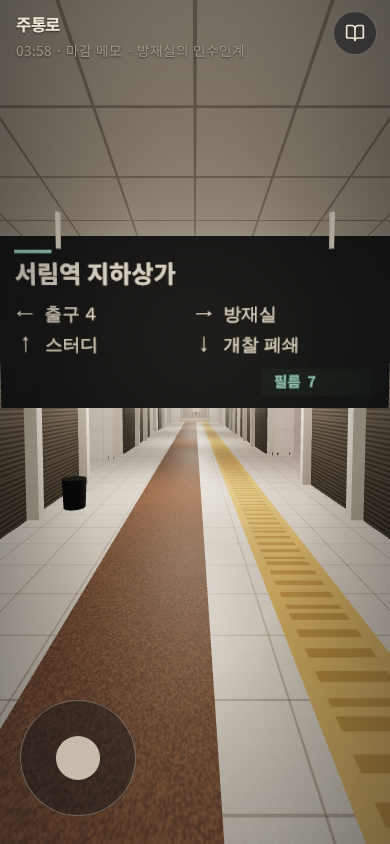 주통로
03:58 · 마감 메모 · 방재실의 인수인계
서림역 지하상가
← 출구 4 → 방재실
↑ 스터디 ↓ 개찰 폐쇄
필름 7